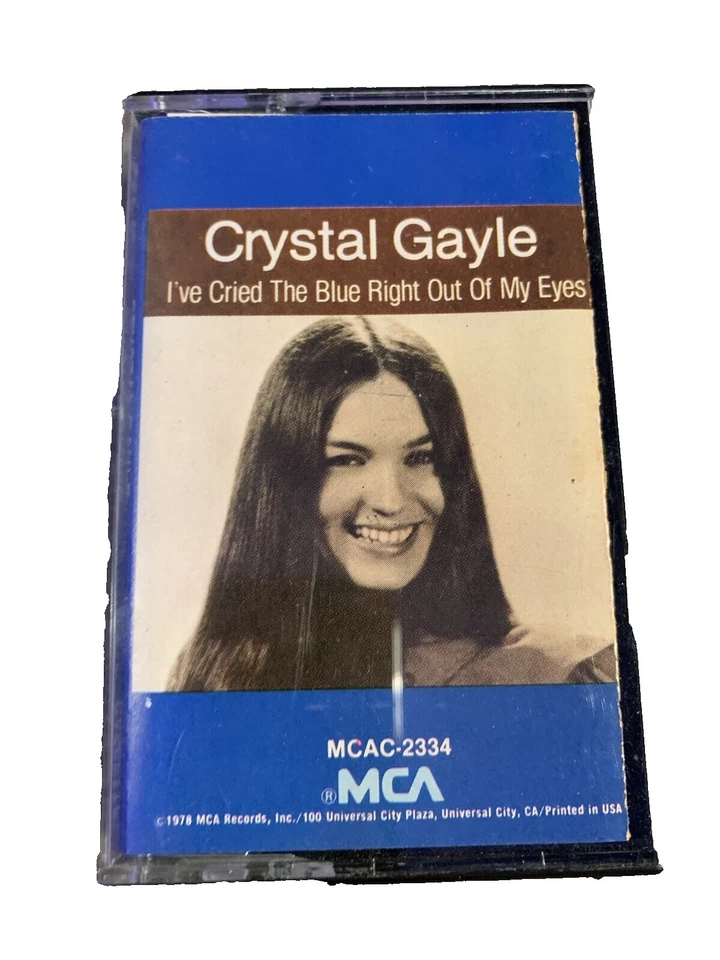 Crystal Gayle
I've Cried The Blue Right Out Of My Eyes
MCAC-2334
®MCA
©1978 MCA Records, Inc./100 Universal City Plaza, Universal City, CA/Printed in USA